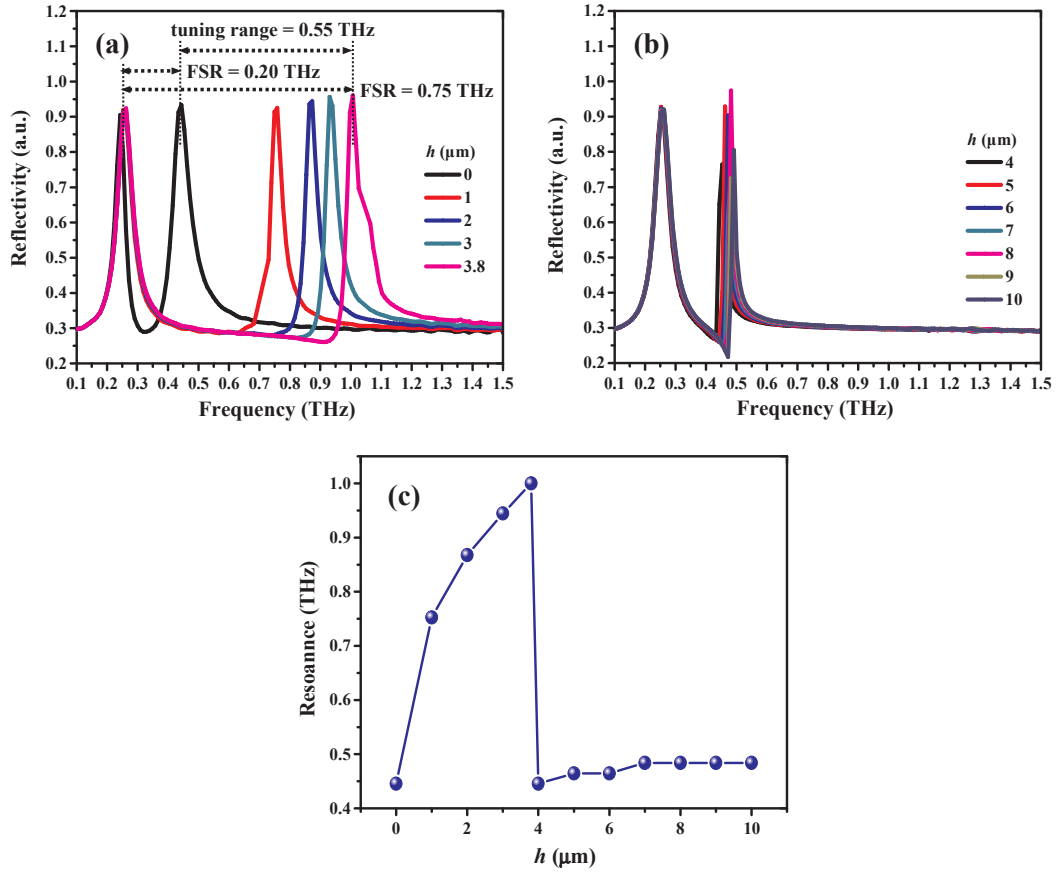 (a)
tuning range = 0.55 THz
FSR = 0.20 THz
FSR = 0.75 THz
h (μm)
0
1
2
3
3.8
1.2
1.1
1.0
0.9
0.8
0.7
0.6
0.5
0.4
0.3
0.2
Reflectivity (a.u.)
0.1 0.2 0.3 0.4 0.5 0.6 0.7 0.8 0.9 1.0 1.1 1.2 1.3 1.4 1.5
Frequency (THz)
(b)
h (μm)
4
5
6
7
8
9
10
1.2
1.1
1.0
0.9
0.8
0.7
0.6
0.5
0.4
0.3
0.2
Reflectivity (a.u.)
0.1 0.2 0.3 0.4 0.5 0.6 0.7 0.8 0.9 1.0 1.1 1.2 1.3 1.4 1.5
Frequency (THz)
(c)
1.0
0.9
0.8
0.7
0.6
0.5
0.4
Resoannce (THz)
0 2 4 6 8 10
h (μm)